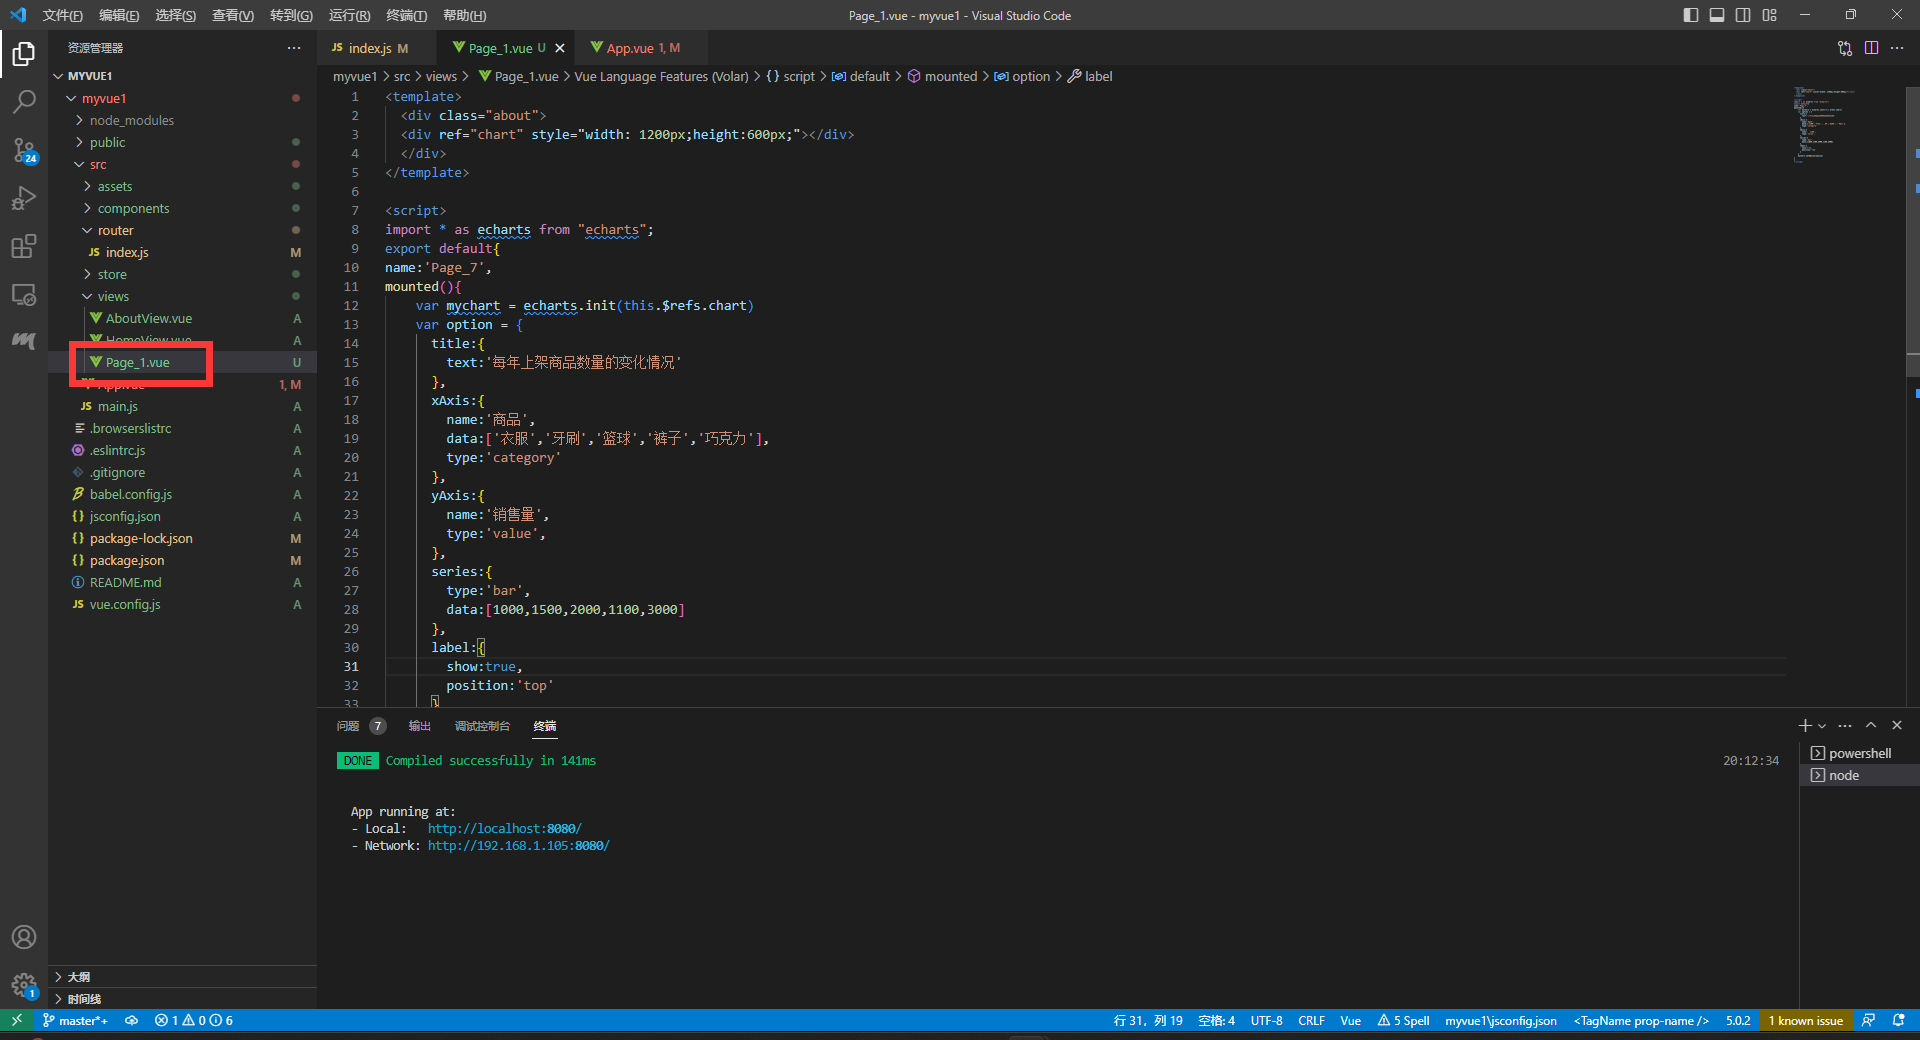 文件(F) 编辑(E) 选择(S) 查看(V) 转到(G) 运行(R) 终端(T) 帮助(H) Page_1.vue - myvue1 - Visual Studio Code
资源管理器 ···
JS index.js M Page_1.vue U App.vue 1, M
MYVUE1
myvue1
node_modules
public
src
assets
components
router
JS index.js M
store
views
AboutView.vue A
HomeView.vue A
Page_1.vue U
App.vue 1, M
JS main.js A
.browserslistrc A
.eslintrc.js A
.gitignore A
babel.config.js A
{} jsconfig.json A
{} package-lock.json M
{} package.json M
README.md A
JS vue.config.js A
大纲
时间线
24
1
myvue1 > src > views > Page_1.vue > Vue Language Features (Volar) > {} script > default > mounted > option > label
1 <template>
2 <div class="about">
3 <div ref="chart" style="width: 1200px;height:600px;"></div>
4 </div>
5 </template>
6
7 <script>
8 import * as echarts from "echarts";
9 export default{
10 name:'Page_7',
11 mounted(){
12 var mychart = echarts.init(this.$refs.chart)
13 var option = {
14 title:{
15 text:'每年上架商品数量的变化情况'
16 },
17 xAxis:{
18 name:'商品',
19 data:['衣服','牙刷','篮球','裤子','巧克力'],
20 type:'category'
21 },
22 yAxis:{
23 name:'销售量',
24 type:'value',
25 },
26 series:{
27 type:'bar',
28 data:[1000,1500,2000,1100,3000]
29 },
30 label:{
31 show:true,
32 position:'top'
33 }
问题 7 输出 调试控制台 终端
DONE Compiled successfully in 141ms 20:12:34
App running at:
- Local: http://localhost:8080/
- Network: http://192.168.1.105:8080/
powershell
node
master*+ 1 0 6 行 31，列 19 空格: 4 UTF-8 CRLF Vue 5 Spell myvue1\jsconfig.json <TagName prop-name /> 5.0.2 1 known issue